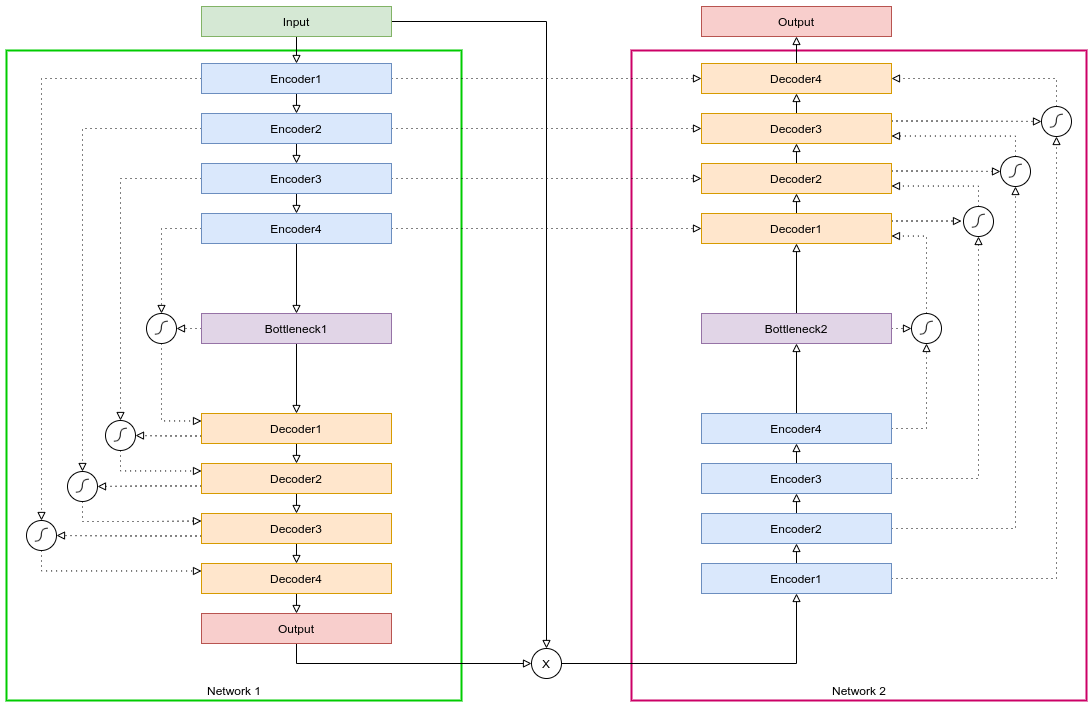 Input
Encoder1
Encoder2
Encoder3
Encoder4
Bottleneck1
Decoder1
Decoder2
Decoder3
Decoder4
Output
Network 1
X
Output
Decoder4
Decoder3
Decoder2
Decoder1
Bottleneck2
Encoder4
Encoder3
Encoder2
Encoder1
Network 2